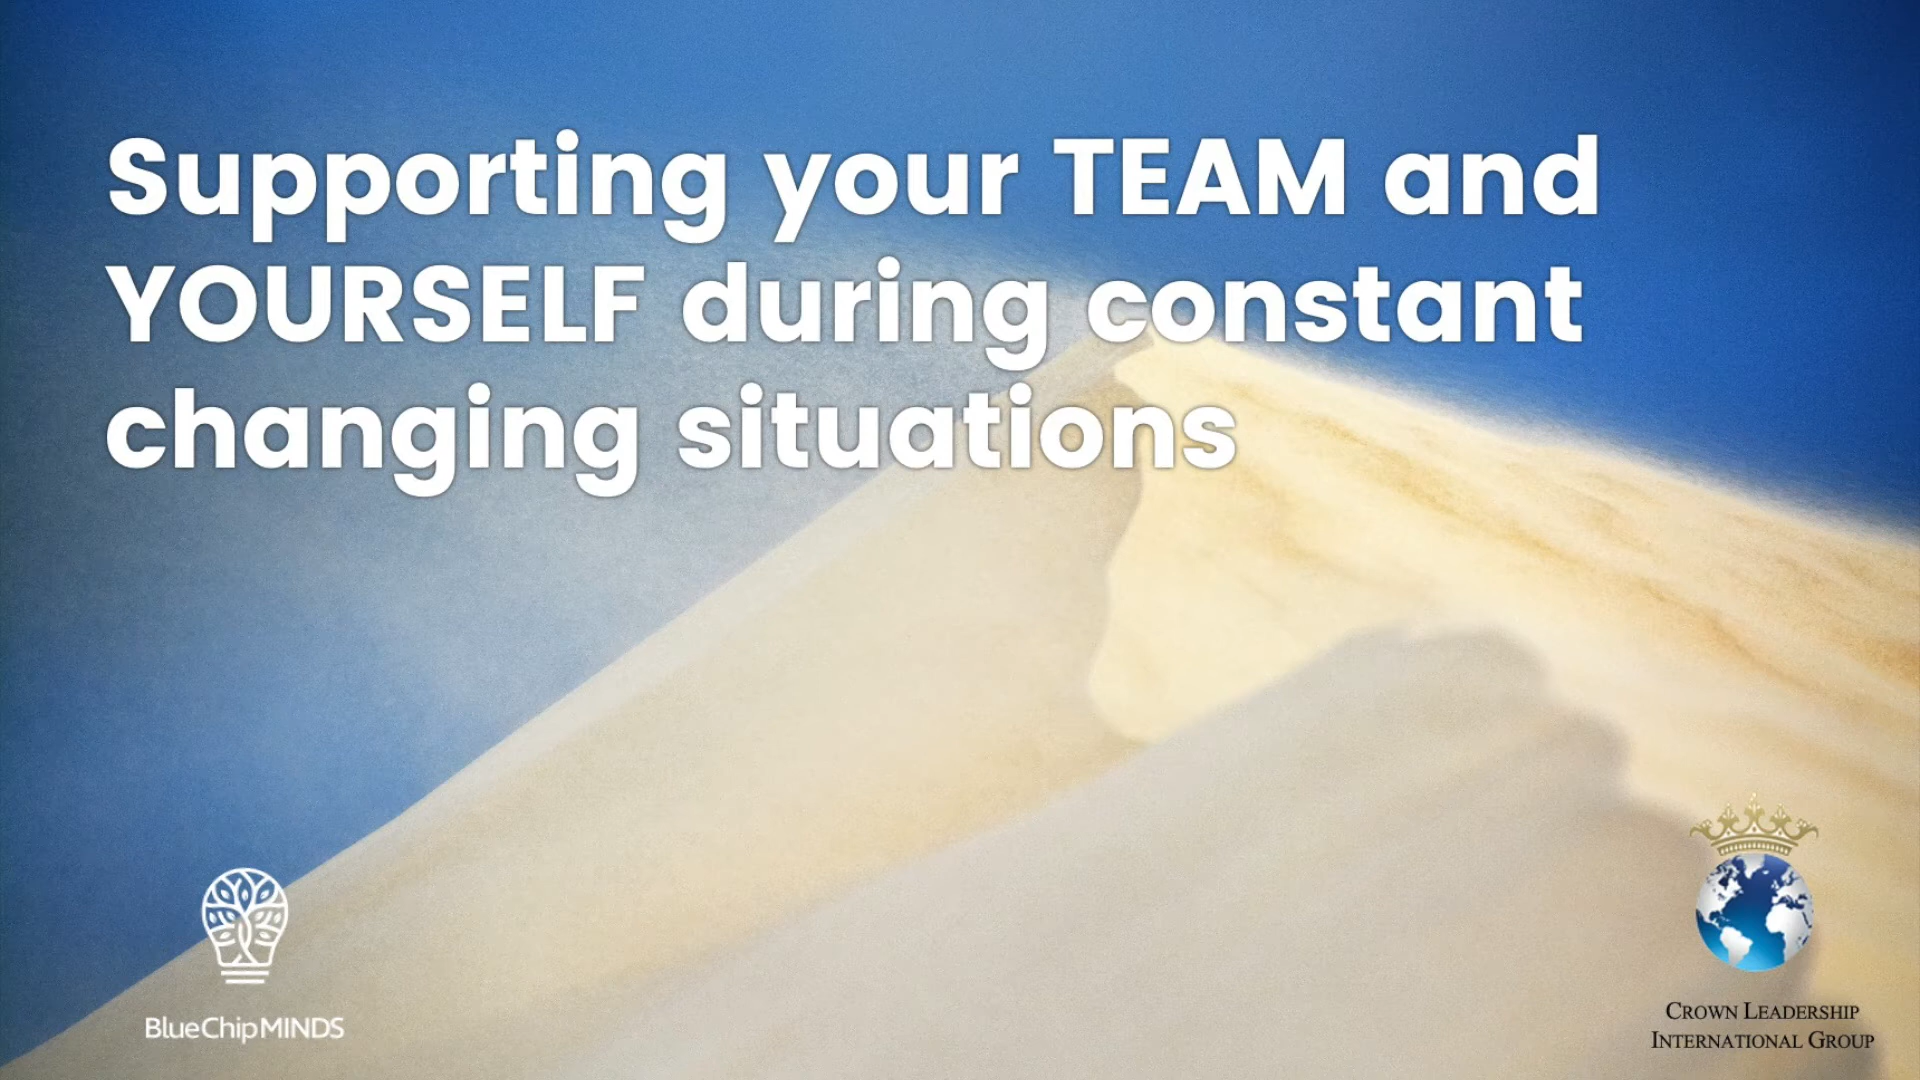 Supporting your TEAM and
YOURSELF during constant
changing situations
BlueChipMINDS
CROWN LEADERSHIP
INTERNATIONAL GROUP